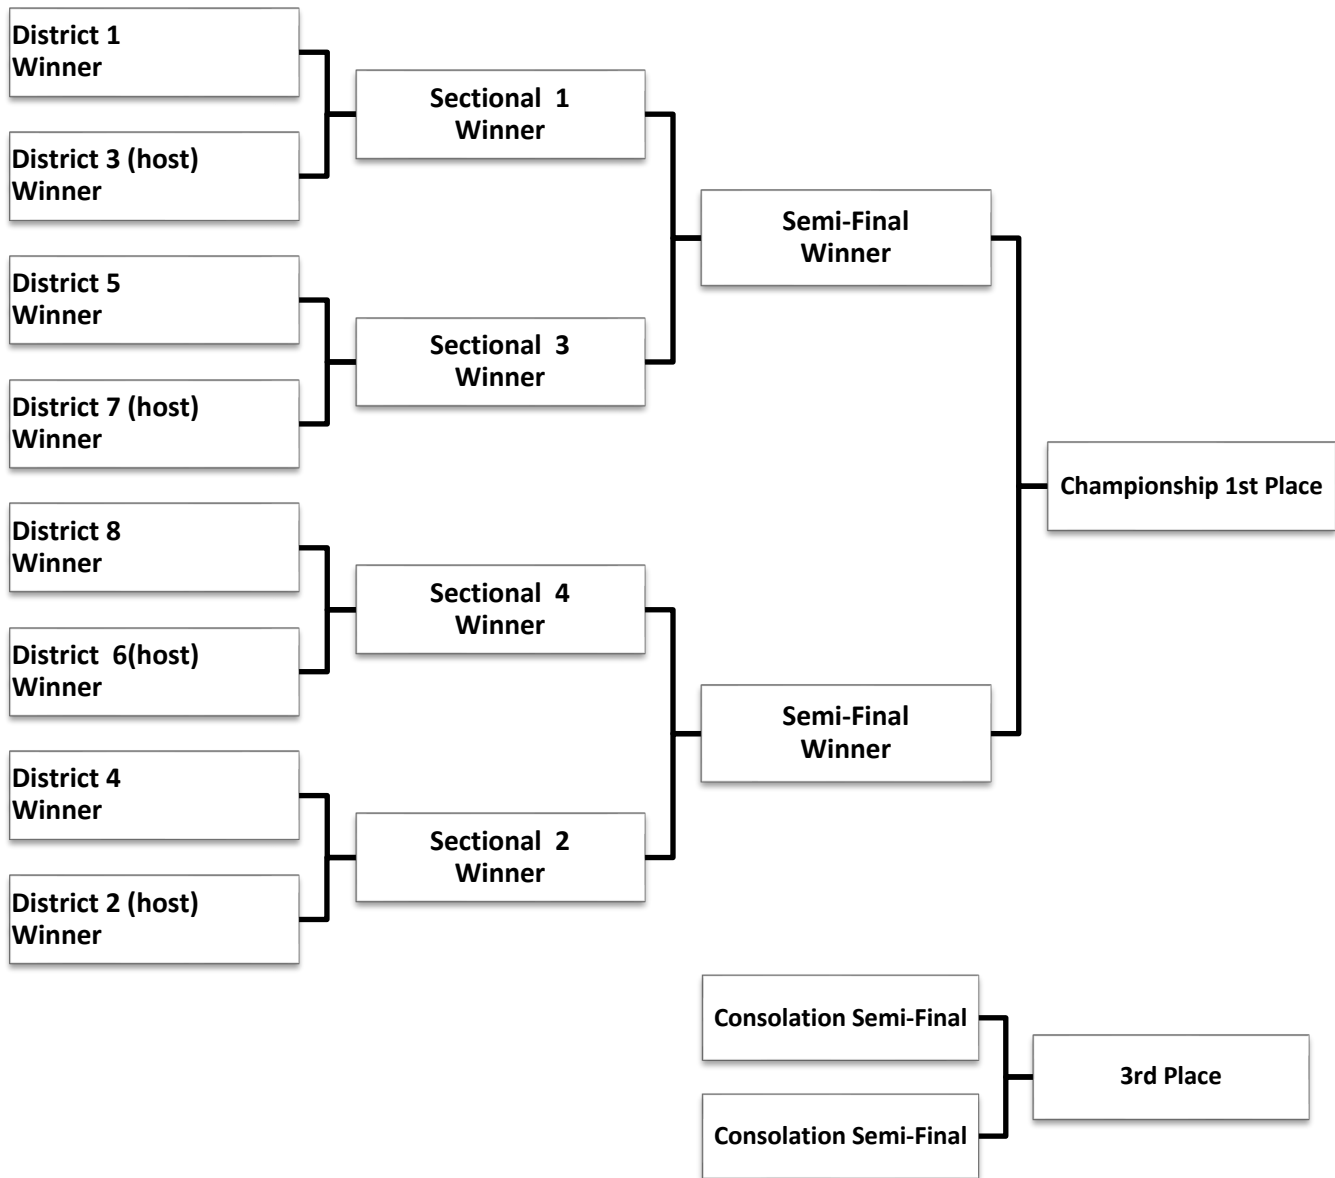 District 1
Winner
District 3 (host)
Winner
District 5
Winner
District 7 (host)
Winner
District 8
Winner
District  6(host)
Winner
District 4
Winner
District 2 (host)
Winner
Sectional  1
Winner
Sectional  3
Winner
Sectional  4
Winner
Sectional  2
Winner
Semi-Final
Winner
Semi-Final
Winner
Championship 1st Place
Consolation Semi-Final
Consolation Semi-Final
3rd Place